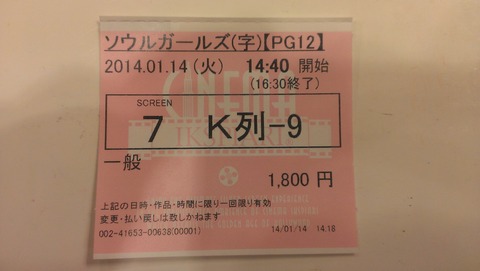 ソウルガールズ(字)【PG12】
2014.01.14(火) 14:40 開始
(16:30終了)
SCREEN
7 K列-9
一般
1,800 円
上記の日時・作品・時間に限り一回限り有効
変更・払い戻しは致しかねます
002-41653-00638(00001) 14/01/14 14.18
CINEMA